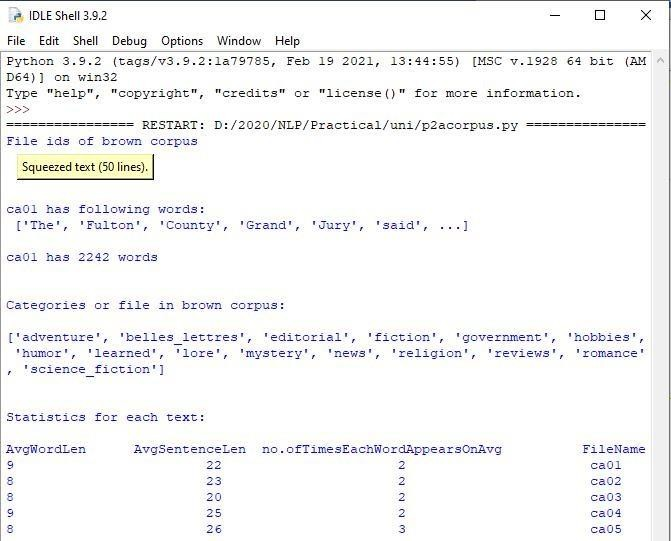 IDLE Shell 3.9.2
File Edit Shell Debug Options Window Help
Python 3.9.2 (tags/v3.9.2:1a79785, Feb 19 2021, 13:44:55) [MSC v.1928 64 bit (AM
D64)] on win32
Type "help", "copyright", "credits" or "license()" for more information.
>>>
================ RESTART: D:/2020/NLP/Practical/uni/p2acorpus.py ===============
File ids of brown corpus
Squeezed text (50 lines).
ca01 has following words:
['The', 'Fulton', 'County', 'Grand', 'Jury', 'said', ...]
ca01 has 2242 words
Categories or file in brown corpus:
['adventure', 'belles_lettres', 'editorial', 'fiction', 'government', 'hobbies',
'humor', 'learned', 'lore', 'mystery', 'news', 'religion', 'reviews', 'romance'
, 'science_fiction']
Statistics for each text:
AvgWordLen AvgSentenceLen no.ofTimesEachWordAppearsOnAvg FileName
9 22 2 ca01
8 23 2 ca02
8 20 2 ca03
9 25 2 ca04
8 26 3 ca05